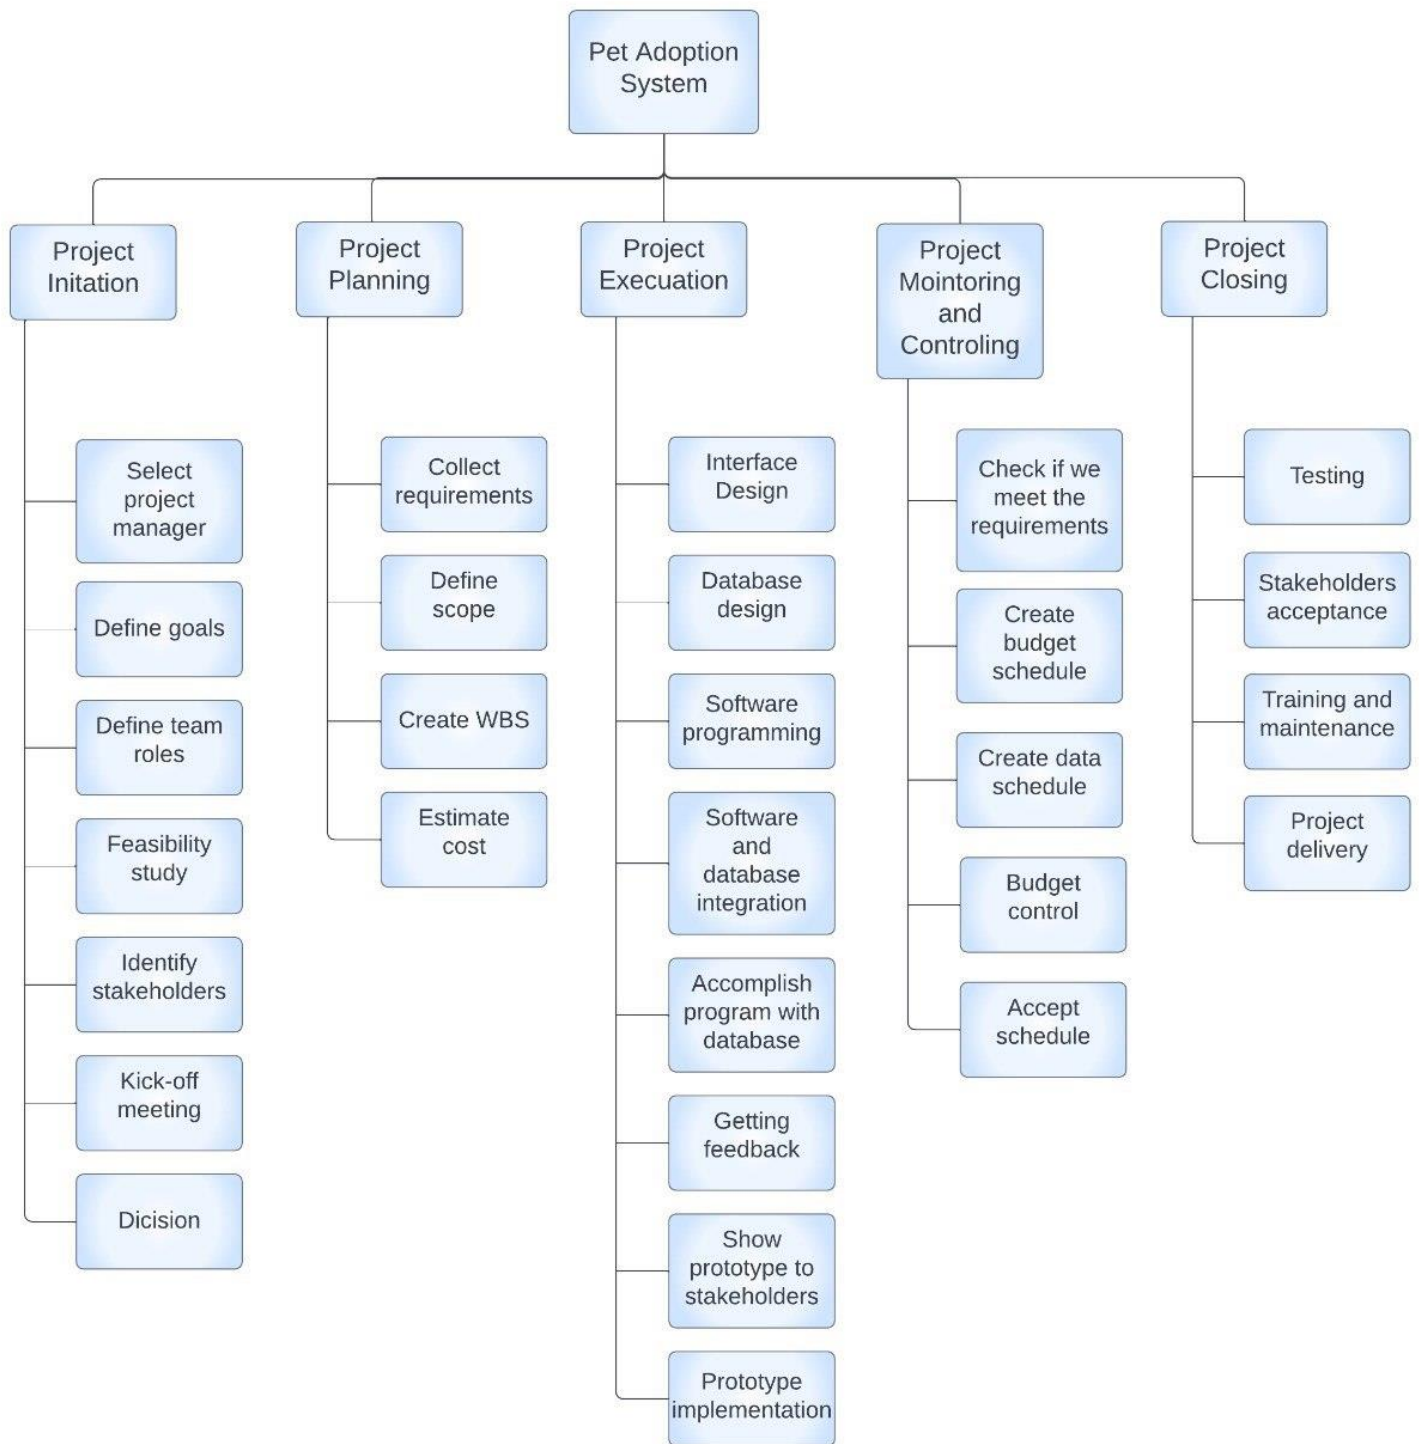 Pet Adoption
System
Project
Initation
Project
Planning
Project
Execuation
Project
Mointoring
and
Controling
Project
Closing
Select
project
manager
Define goals
Define team
roles
Feasibility
study
Identify
stakeholders
Kick-off
meeting
Dicision
Collect
requirements
Define
scope
Create WBS
Estimate
cost
Interface
Design
Database
design
Software
programming
Software
and
database
integration
Accomplish
program with
database
Getting
feedback
Show
prototype to
stakeholders
Prototype
implementation
Check if we
meet the
requirements
Create
budget
schedule
Create data
schedule
Budget
control
Accept
schedule
Testing
Stakeholders
acceptance
Training and
maintenance
Project
delivery